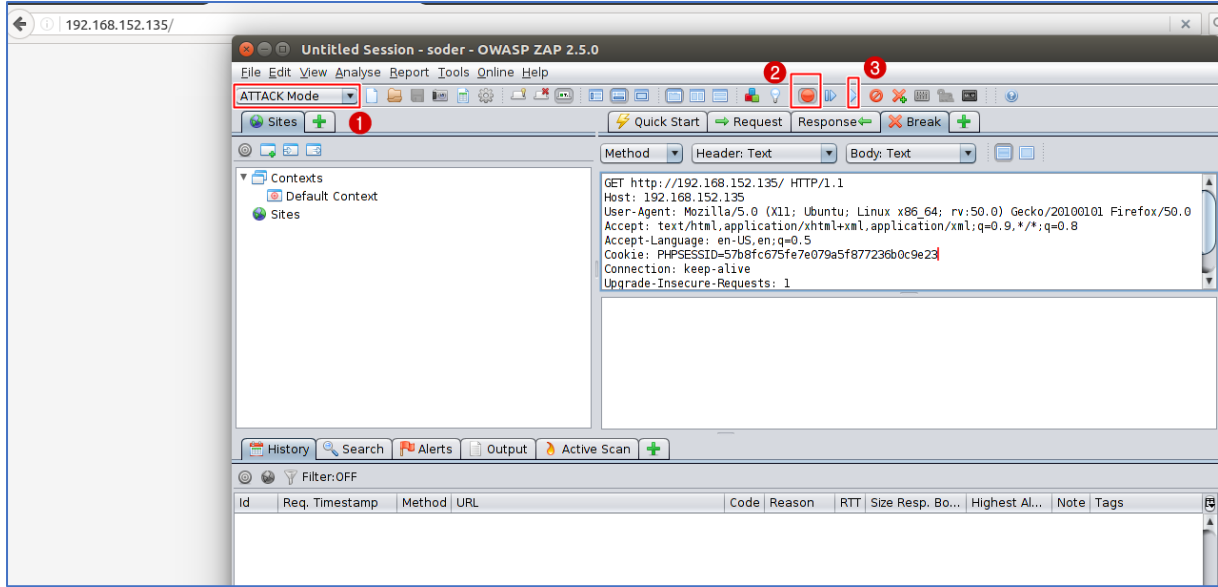 192.168.152.135/
Untitled Session - soder - OWASP ZAP 2.5.0
File Edit View Analyse Report Tools Online Help
2
3
ATTACK Mode
1
Sites
Quick Start
Request
Response
Break
Method
Header: Text
Body: Text
Contexts
Default Context
Sites
GET http://192.168.152.135/ HTTP/1.1
Host: 192.168.152.135
User-Agent: Mozilla/5.0 (X11; Ubuntu; Linux x86_64; rv:50.0) Gecko/20100101 Firefox/50.0
Accept: text/html,application/xhtml+xml,application/xml;q=0.9,*/*;q=0.8
Accept-Language: en-US,en;q=0.5
Cookie: PHPSESSID=57b8fc675fe7e079a5f877236b0c9e23
Connection: keep-alive
Upgrade-Insecure-Requests: 1
History
Search
Alerts
Output
Active Scan
Filter:OFF
Id Req. Timestamp Method URL Code Reason RTT Size Resp. Bo... Highest Al... Note Tags